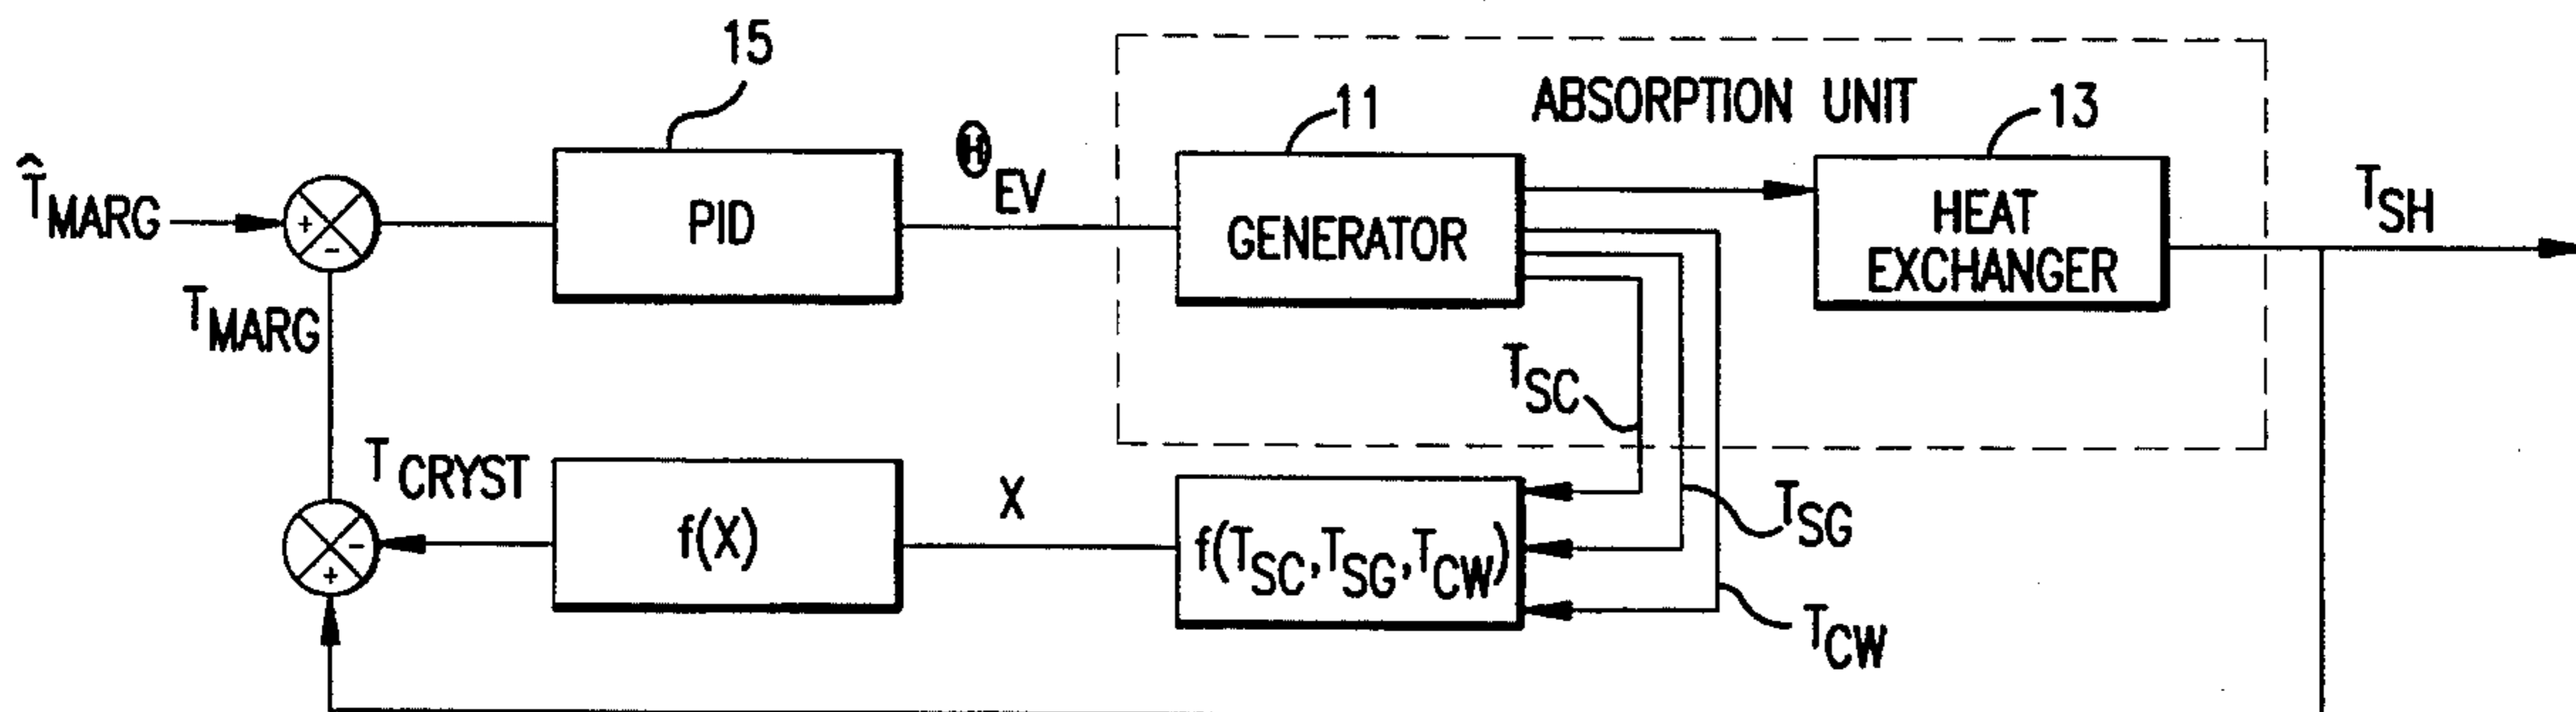 15
11
ABSORPTION UNIT
13
T̂MARG
+
-
PID
ΘEV
GENERATOR
HEAT
EXCHANGER
TSH
TMARG
TSC
TCRYST
-
+
f(X)
X
f(TSC,TSG,TCW)
TSG
TCW